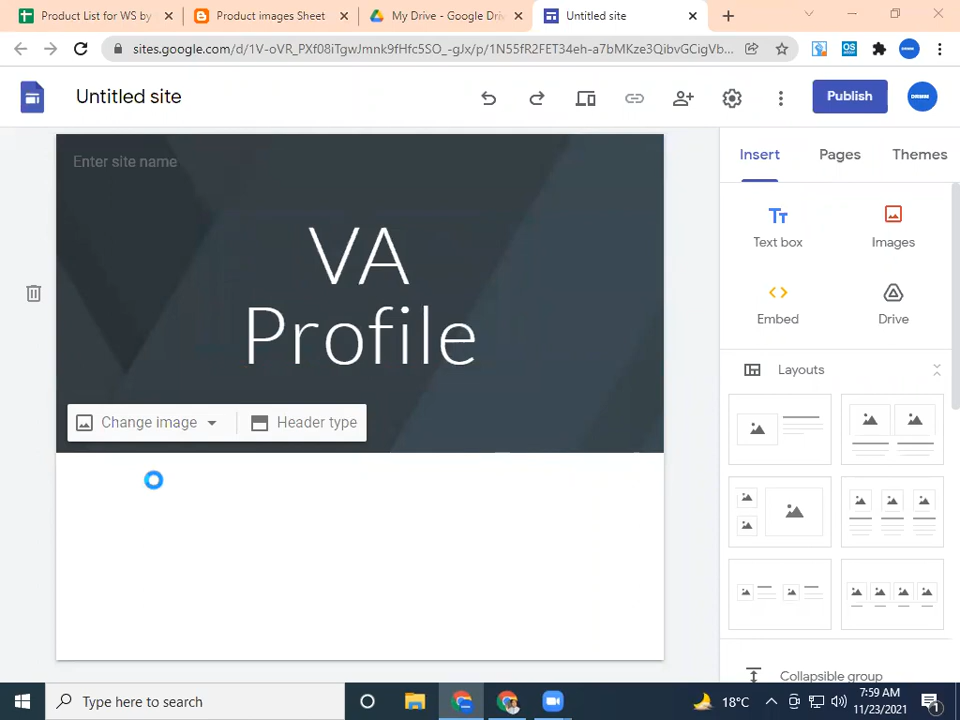 Product List for WS by
Product images Sheet
My Drive - Google Dri
Untitled site
sites.google.com/d/1V-oVR_PXf08iTgwJmnk9fHfc5SO_-gJx/p/1N55fR2FET34eh-a7bMKze3QibvGCigVb...
Untitled site
Publish
Enter site name
Insert
Pages
Themes
VA
Profile
Text box
Images
Embed
Drive
Change image
Header type
Layouts
Collapsible group
Type here to search
18°C
7:59 AM
11/23/2021
1